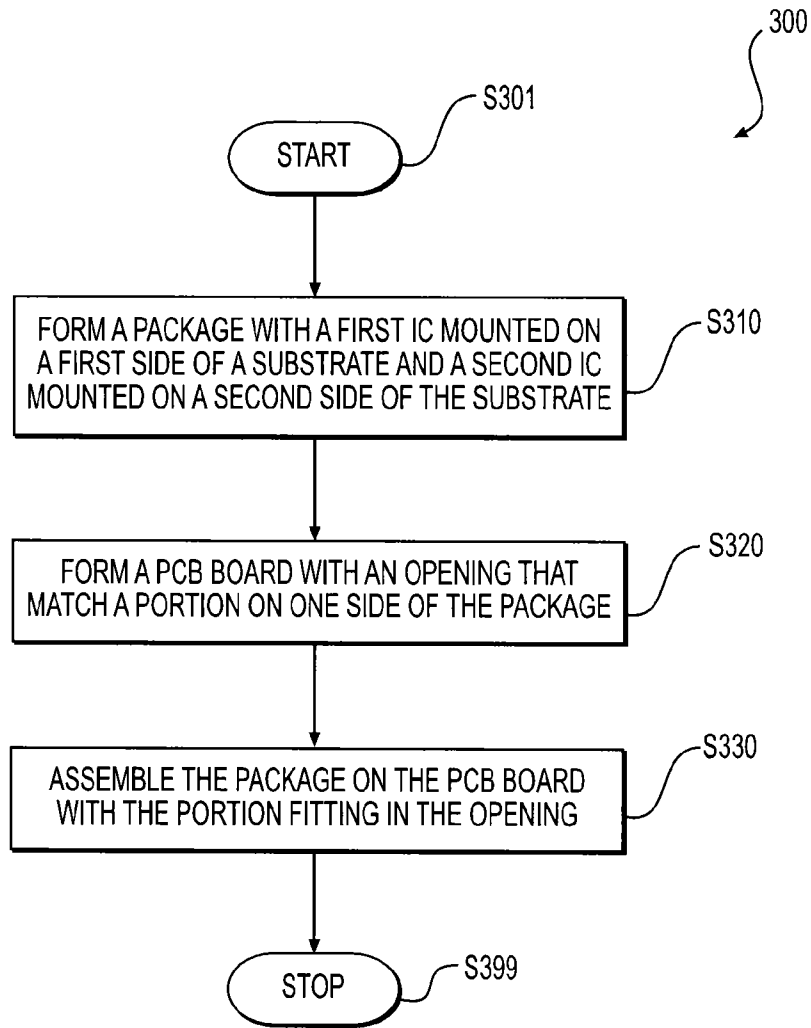 300
S301
START
FORM A PACKAGE WITH A FIRST IC MOUNTED ON
A FIRST SIDE OF A SUBSTRATE AND A SECOND IC
MOUNTED ON A SECOND SIDE OF THE SUBSTRATE
S310
FORM A PCB BOARD WITH AN OPENING THAT
MATCH A PORTION ON ONE SIDE OF THE PACKAGE
S320
ASSEMBLE THE PACKAGE ON THE PCB BOARD
WITH THE PORTION FITTING IN THE OPENING
S330
STOP
S399